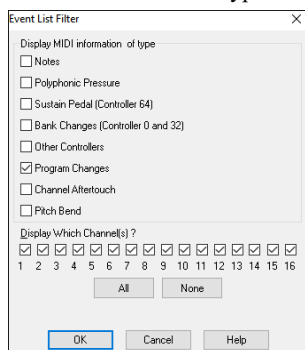 Event List Filter
Display MIDI information of type
Notes
Polyphonic Pressure
Sustain Pedal (Controller 64)
Bank Changes (Controller 0 and 32)
Other Controllers
Program Changes
Channel Aftertouch
Pitch Bend
Display Which Channel(s) ?
1 2 3 4 5 6 7 8 9 10 11 12 13 14 15 16
All None
OK Cancel Help